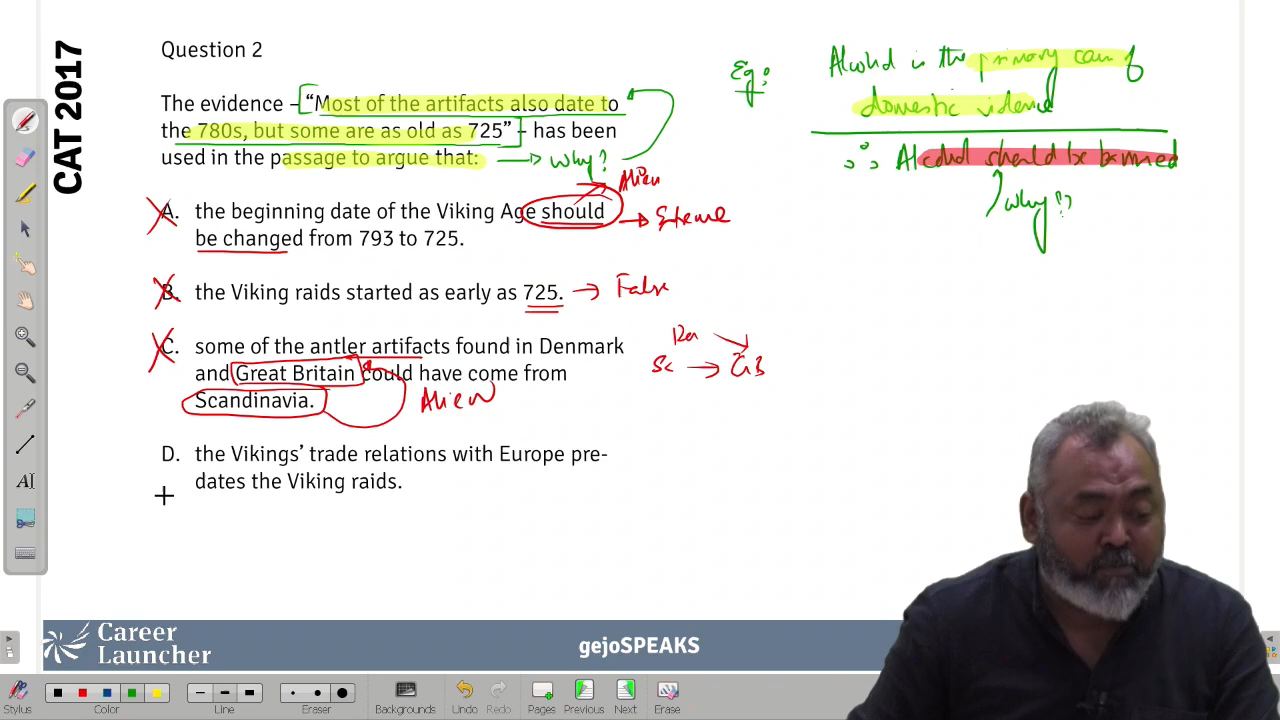 CAT 2017
Question 2
The evidence – “Most of the artifacts also date to
the 780s, but some are as old as 725” – has been
used in the passage to argue that:
why?
A. the beginning date of the Viking Age should
be changed from 793 to 725.
Alien
Extreme
B. the Viking raids started as early as 725.
False
C. some of the antler artifacts found in Denmark
and Great Britain could have come from
Scandinavia.
Alien
Den
Sc → GB
D. the Vikings’ trade relations with Europe pre-
dates the Viking raids.
Eg:
Alcohol is the primary cause of
domestic violence
∴ Alcohol should be banned
why??
Career
Launcher
gejoSPEAKS
Stylus
Color
Line
Eraser
Backgrounds
Undo
Redo
Pages
Previous
Next
Erase